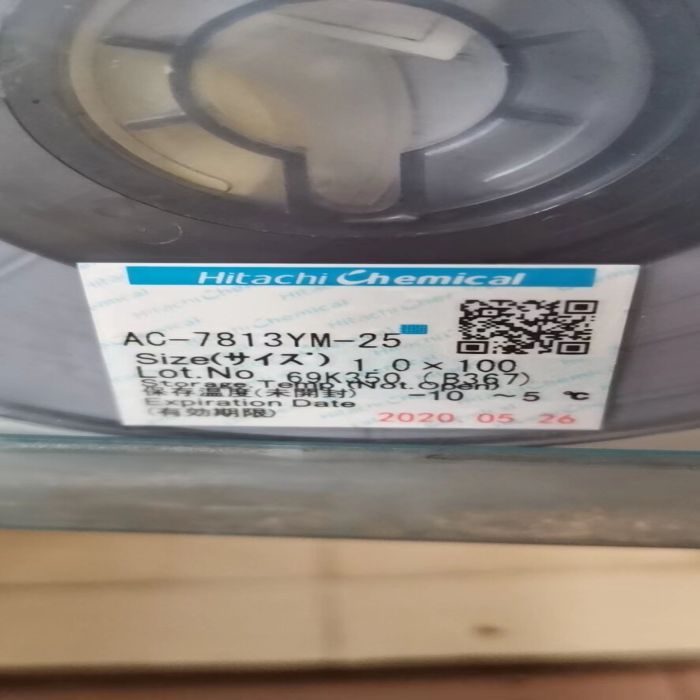 Hitachi Chemical
AC-7813YM-25
Size(サイズ) 1.0×100
Lot.No 69K350 (B367)
Storage Temp.(Not Open)
保存温度(未開封) -10 ~5 ℃
Expiration Date
(有効期限) 2020.05.26